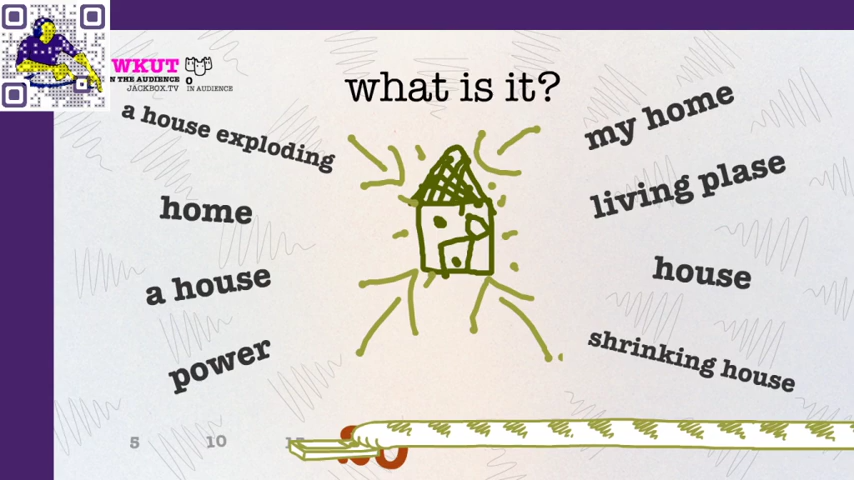 WKUT
N THE AUDIENCE
JACKBOX.TV
0
IN AUDIENCE
what is it?
a house exploding
home
a house
power
my home
living plase
house
shrinking house
5
10